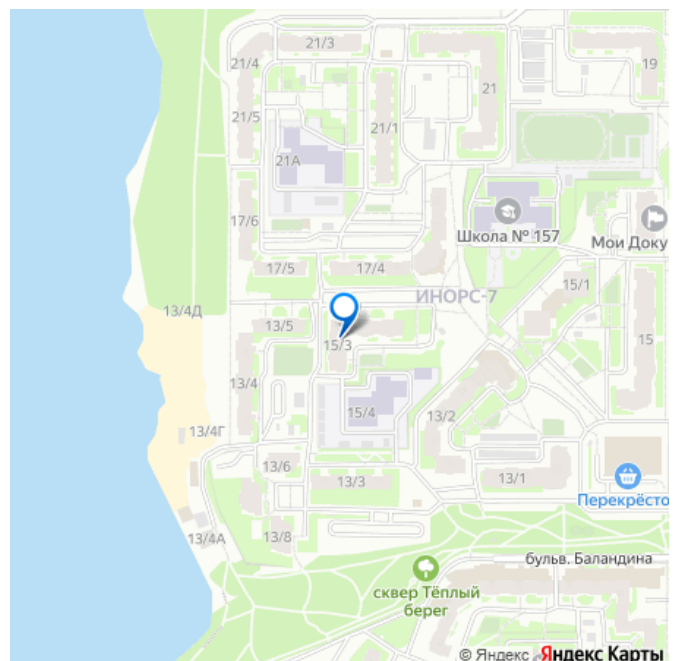 21/3
21/4
19
21
21/5
21/1
21А
17/6
Школа № 157
Мои Доку
17/5
17/4
ИНОРС-7
15/1
13/4Д
13/5
15/3
15
13/4
15/4
13/2
13/4Г
13/6
13/3
13/1
Перекрёсто
13/4А
13/8
бульв. Баландина
сквер Тёплый
берег
© Яндекс
Яндекс Карты